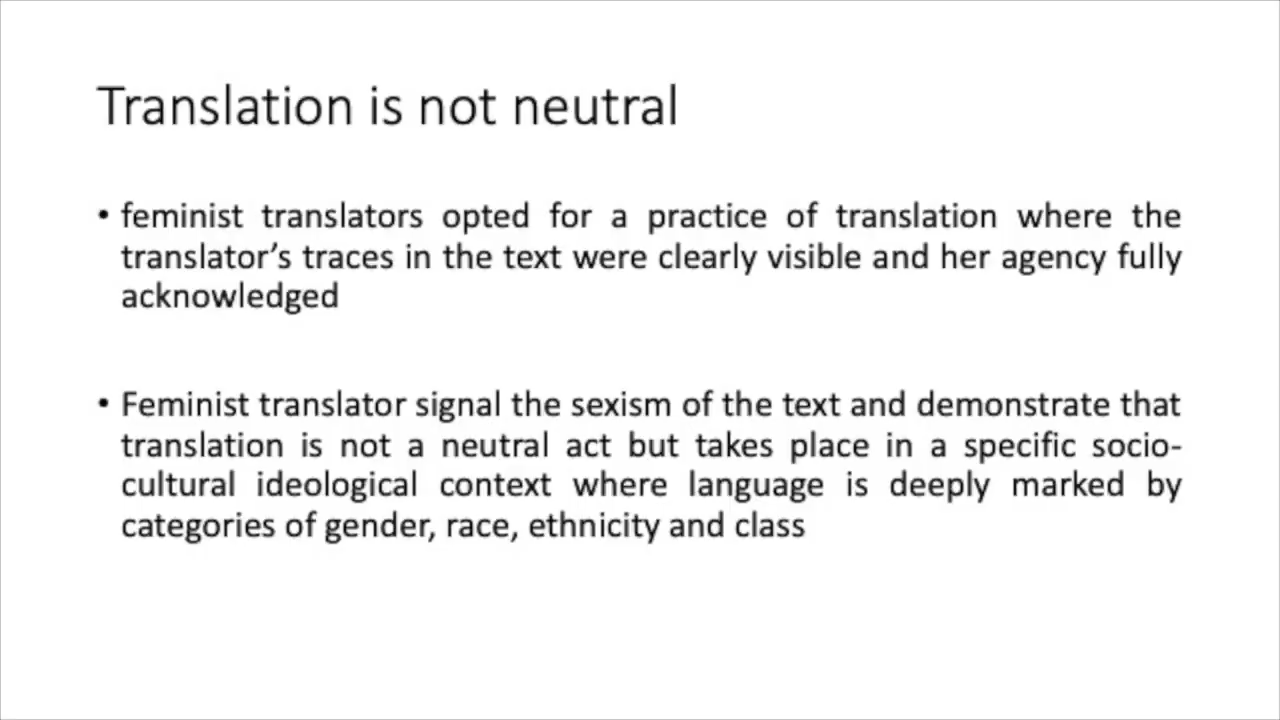 Translation is not neutral
• feminist translators opted for a practice of translation where the
translator’s traces in the text were clearly visible and her agency fully
acknowledged
• Feminist translator signal the sexism of the text and demonstrate that
translation is not a neutral act but takes place in a specific socio-
cultural ideological context where language is deeply marked by
categories of gender, race, ethnicity and class